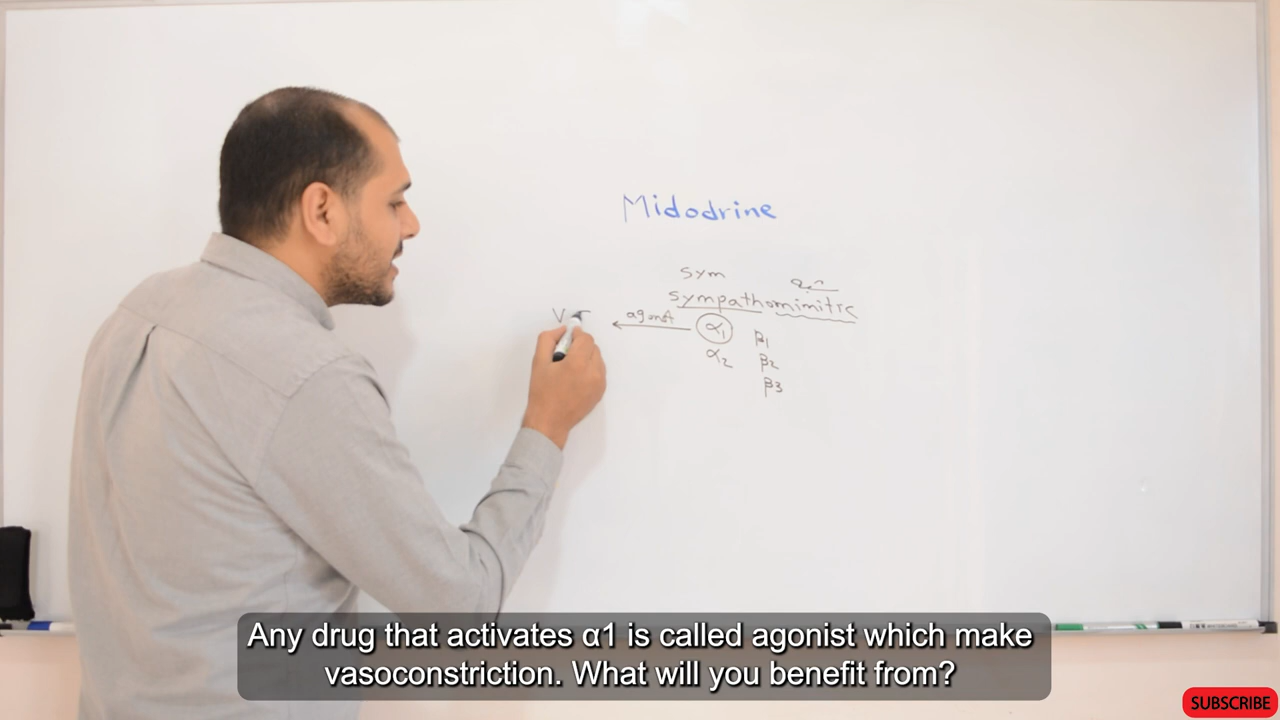 Midodrine
sym
sympathomimitic
agonist α1 β1
α2 β2
β3
Any drug that activates α1 is called agonist which make
vasoconstriction. What will you benefit from?
SUBSCRIBE